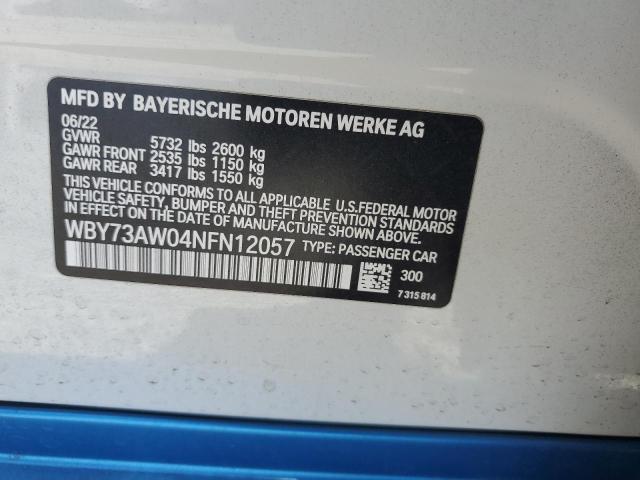 MFD BY BAYERISCHE MOTOREN WERKE AG
06/22
GVWR 5732 lbs 2600 kg
GAWR FRONT 2535 lbs 1150 kg
GAWR REAR 3417 lbs 1550 kg
THIS VEHICLE CONFORMS TO ALL APPLICABLE U.S.FEDERAL MOTOR
VEHICLE SAFETY, BUMPER AND THEFT PREVENTION STANDARDS
IN EFFECT ON THE DATE OF MANUFACTURE SHOWN ABOVE.
WBY73AW04NFN12057 TYPE: PASSENGER CAR
300
7 315 814